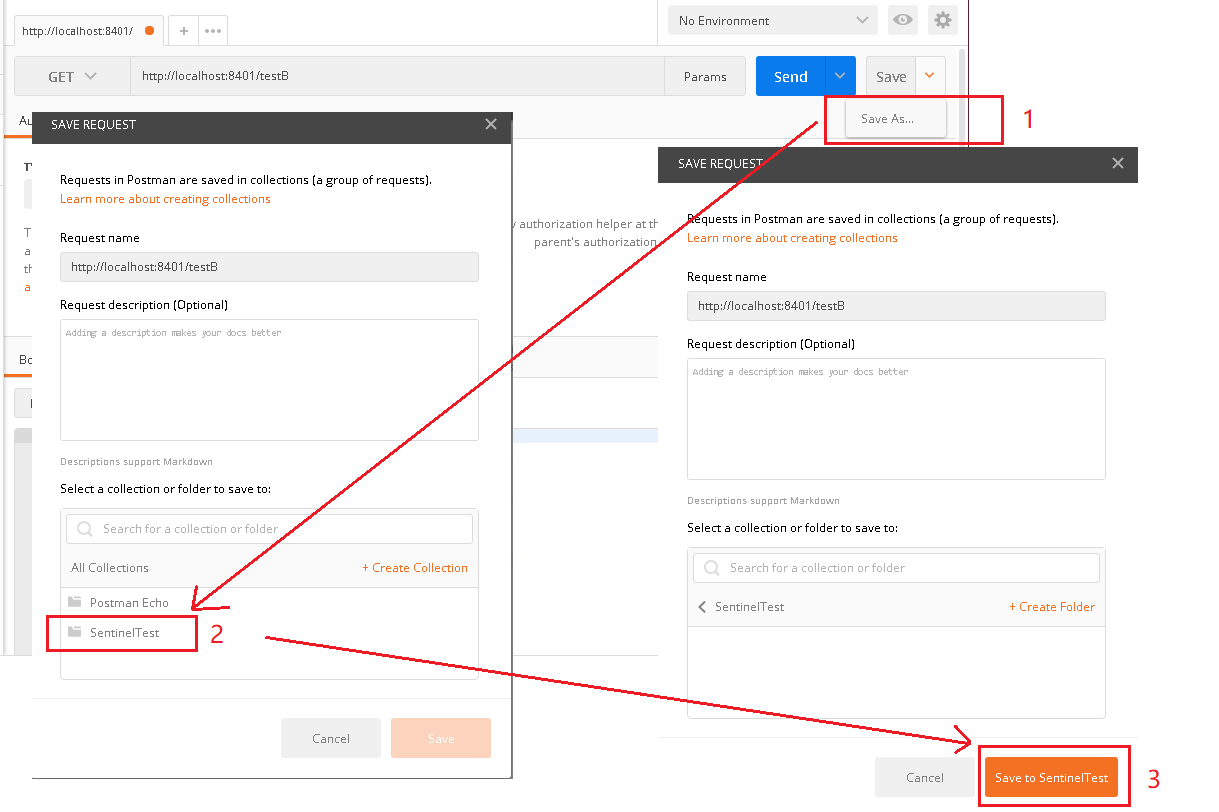 http://localhost:8401/
+
No Environment
GET
http://localhost:8401/testB
Params
Send
Save
Save As...
1
Au
SAVE REQUEST
Requests in Postman are saved in collections (a group of requests).
Learn more about creating collections
Request name
http://localhost:8401/testB
Request description (Optional)
Adding a description makes your docs better
Descriptions support Markdown
Select a collection or folder to save to:
Search for a collection or folder
All Collections
+ Create Collection
Postman Echo
SentinelTest
2
Cancel
Save
T
a
th
a
Bo
authorization helper at th
parent's authorization
SAVE REQUEST
Requests in Postman are saved in collections (a group of requests).
Learn more about creating collections
Request name
http://localhost:8401/testB
Request description (Optional)
Adding a description makes your docs better
Descriptions support Markdown
Select a collection or folder to save to:
Search for a collection or folder
SentinelTest
+ Create Folder
Cancel
Save to SentinelTest
3